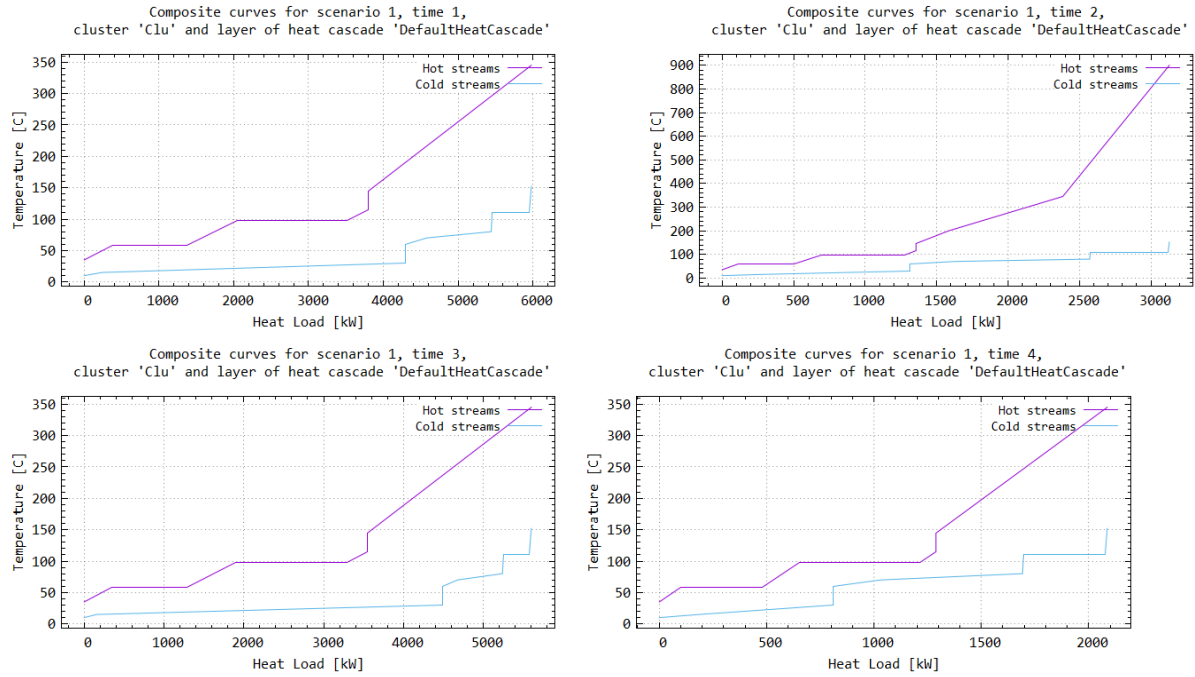 Composite curves for scenario 1, time 1,
cluster 'Clu' and layer of heat cascade 'DefaultHeatCascade'
350
300
250
200
150
100
50
0
Temperature [C]
Hot streams
Cold streams
0 1000 2000 3000 4000 5000 6000
Heat Load [kW]
Composite curves for scenario 1, time 2,
cluster 'Clu' and layer of heat cascade 'DefaultHeatCascade'
900
800
700
600
500
400
300
200
100
0
Temperature [C]
Hot streams
Cold streams
0 500 1000 1500 2000 2500 3000
Heat Load [kW]
Composite curves for scenario 1, time 3,
cluster 'Clu' and layer of heat cascade 'DefaultHeatCascade'
350
300
250
200
150
100
50
0
Temperature [C]
Hot streams
Cold streams
0 1000 2000 3000 4000 5000
Heat Load [kW]
Composite curves for scenario 1, time 4,
cluster 'Clu' and layer of heat cascade 'DefaultHeatCascade'
350
300
250
200
150
100
50
0
Temperature [C]
Hot streams
Cold streams
0 500 1000 1500 2000
Heat Load [kW]